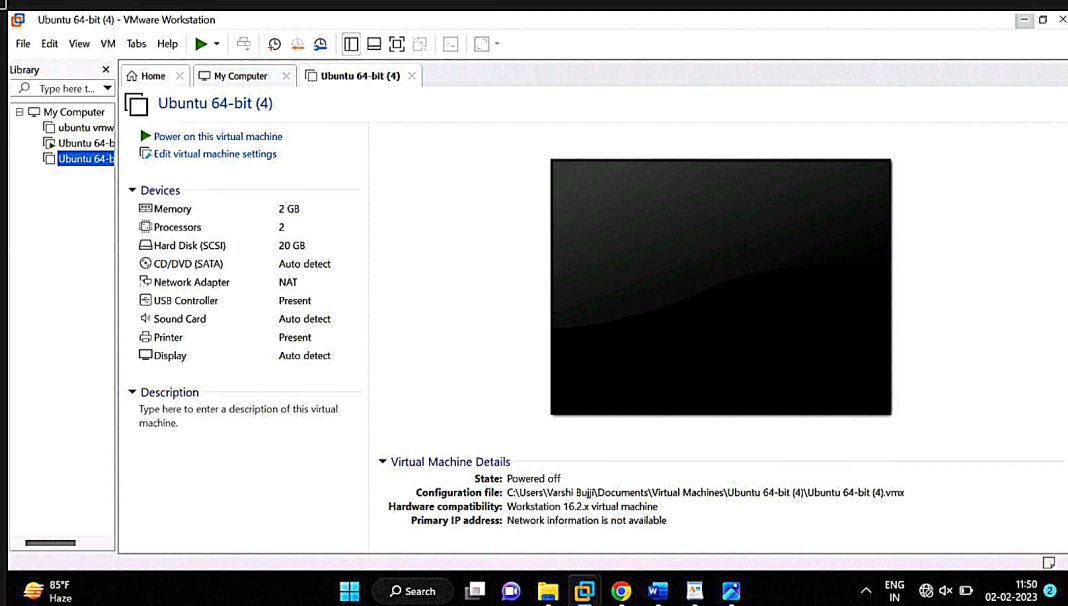 Ubuntu 64-bit (4) - VMware Workstation
File Edit View VM Tabs Help
Library
Type here t...
Home My Computer Ubuntu 64-bit (4)
Ubuntu 64-bit (4)
My Computer
ubuntu vmw
Ubuntu 64-b
Ubuntu 64-b
Power on this virtual machine
Edit virtual machine settings
Devices
Memory 2 GB
Processors 2
Hard Disk (SCSI) 20 GB
CD/DVD (SATA) Auto detect
Network Adapter NAT
USB Controller Present
Sound Card Auto detect
Printer Present
Display Auto detect
Description
Type here to enter a description of this virtual
machine.
Virtual Machine Details
State: Powered off
Configuration file: C:\Users\Varshi Bujji\Documents\Virtual Machines\Ubuntu 64-bit (4)\Ubuntu 64-bit (4).vmx
Hardware compatibility: Workstation 16.2.x virtual machine
Primary IP address: Network information is not available
85°F
Haze
Search
W
ENG
IN
11:50
02-02-2023
2